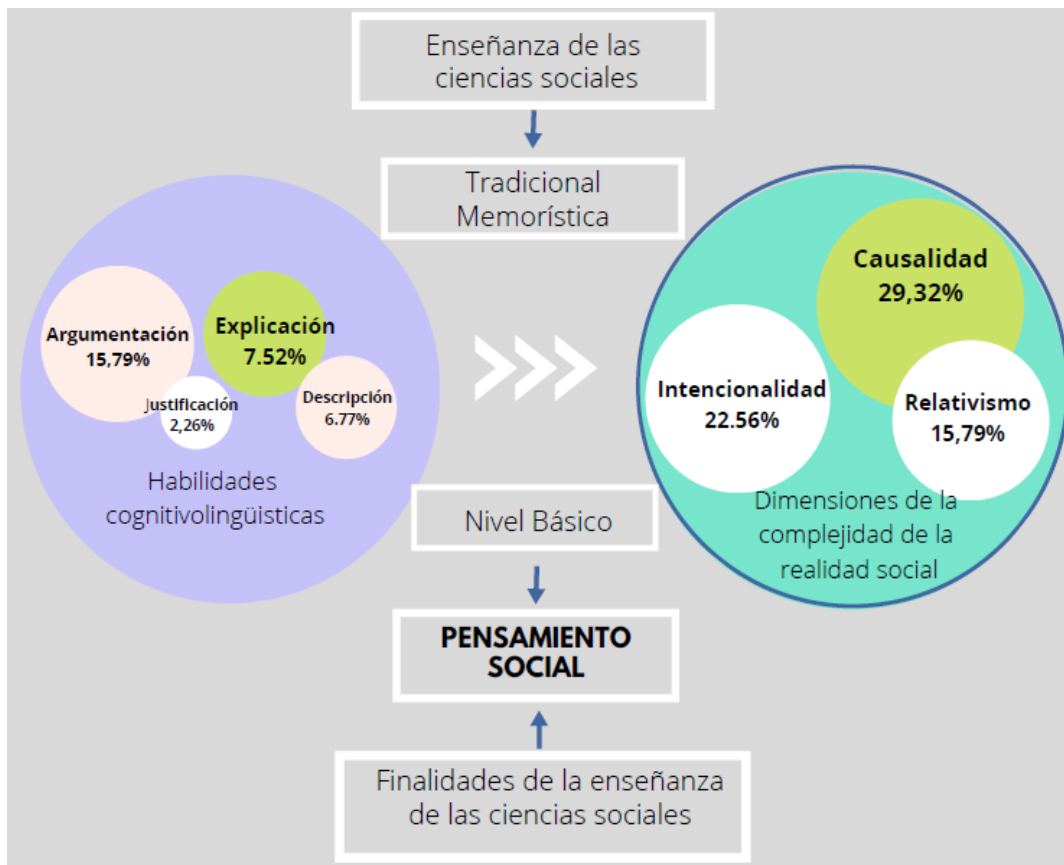 Enseñanza de las
ciencias sociales
Tradicional
Memorística
Argumentación
15,79%
Explicación
7.52%
Justificación
2,26%
Descripción
6.77%
Habilidades
cognitivolingüisticas
Causalidad
29,32%
Intencionalidad
22.56%
Relativismo
15,79%
Dimensiones de la
complejidad de la
realidad social
Nivel Básico
PENSAMIENTO
SOCIAL
Finalidades de la enseñanza
de las ciencias sociales